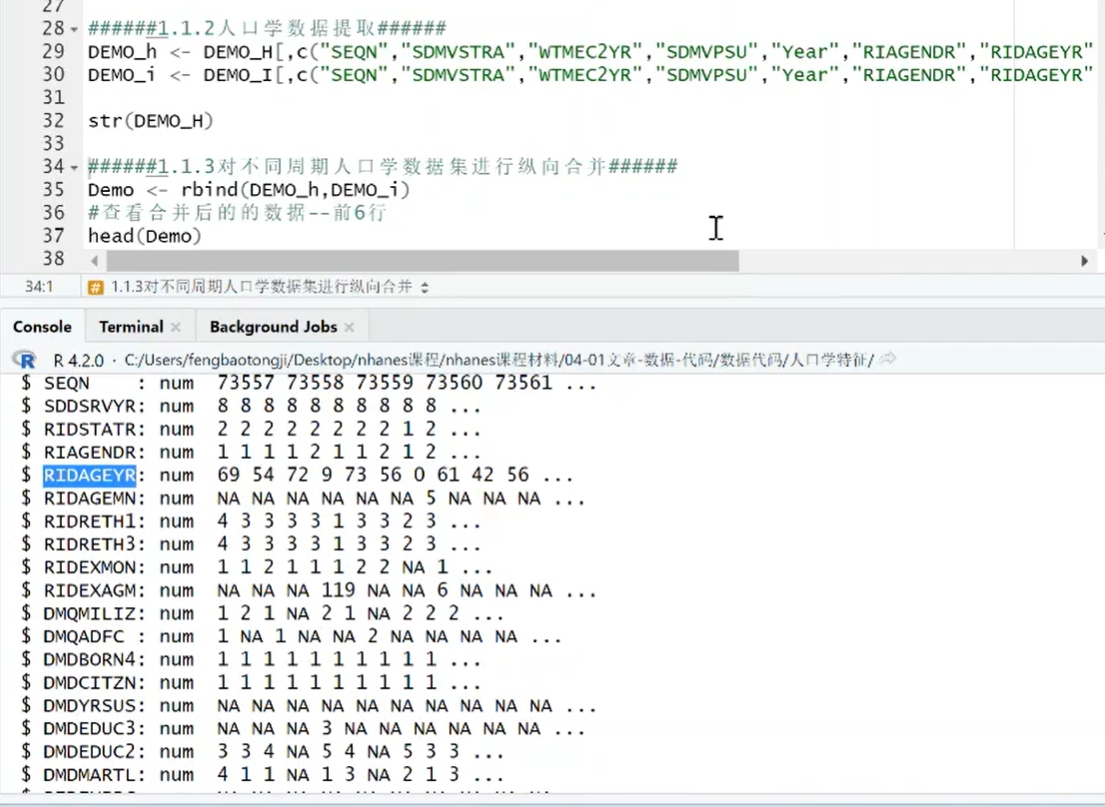 27
28 ######1.1.2人口学数据提取######
29 DEMO_h <- DEMO_H[,c("SEQN","SDMVSTRA","WTMEC2YR","SDMVPSU","Year","RIAGENDR","RIDAGEYR"
30 DEMO_i <- DEMO_I[,c("SEQN","SDMVSTRA","WTMEC2YR","SDMVPSU","Year","RIAGENDR","RIDAGEYR"
31
32 str(DEMO_H)
33
34 ######1.1.3对不同周期人口学数据集进行纵向合并######
35 Demo <- rbind(DEMO_h,DEMO_i)
36 #查看合并后的的数据--前6行
37 head(Demo)
38
34:1 # 1.1.3对不同周期人口学数据集进行纵向合并
Console Terminal Background Jobs
R R 4.2.0 · C:/Users/fengbaotongji/Desktop/nhanes课程/nhanes课程材料/04-01文章-数据-代码/数据代码/人口学特征/
$ SEQN    : num  73557 73558 73559 73560 73561 ...
$ SDDSRVYR: num  8 8 8 8 8 8 8 8 8 8 ...
$ RIDSTATR: num  2 2 2 2 2 2 2 2 1 2 ...
$ RIAGENDR: num  1 1 1 1 2 1 1 2 1 2 ...
$ RIDAGEYR: num  69 54 72 9 73 56 0 61 42 56 ...
$ RIDAGEMN: num  NA NA NA NA NA NA 5 NA NA NA ...
$ RIDRETH1: num  4 3 3 3 3 1 3 3 2 3 ...
$ RIDRETH3: num  4 3 3 3 3 1 3 3 2 3 ...
$ RIDEXMON: num  1 1 2 1 1 1 2 2 NA 1 ...
$ RIDEXAGM: num  NA NA NA 119 NA NA 6 NA NA NA ...
$ DMQMILIZ: num  1 2 1 NA 2 1 NA 2 2 2 ...
$ DMQADFC : num  1 NA 1 NA NA 2 NA NA NA NA ...
$ DMDBORN4: num  1 1 1 1 1 1 1 1 1 1 ...
$ DMDCITZN: num  1 1 1 1 1 1 1 1 1 1 ...
$ DMDYRSUS: num  NA NA NA NA NA NA NA NA NA NA ...
$ DMDEDUC3: num  NA NA NA 3 NA NA NA NA NA NA ...
$ DMDEDUC2: num  3 3 4 NA 5 4 NA 5 3 3 ...
$ DMDMARTL: num  4 1 1 NA 1 3 NA 2 1 3 ...